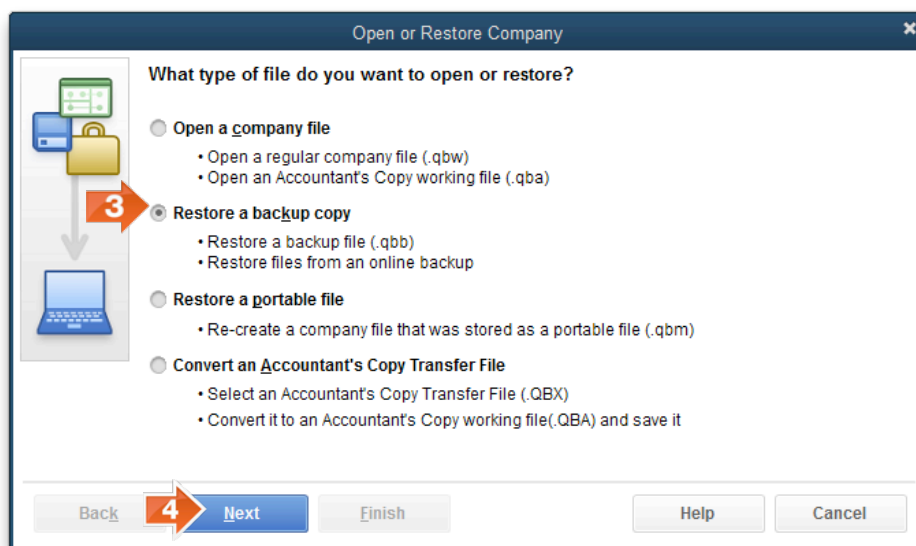 Open or Restore Company
What type of file do you want to open or restore?
Open a company file
• Open a regular company file (.qbw)
• Open an Accountant's Copy working file (.qba)
3
Restore a backup copy
• Restore a backup file (.qbb)
• Restore files from an online backup
Restore a portable file
• Re-create a company file that was stored as a portable file (.qbm)
Convert an Accountant's Copy Transfer File
• Select an Accountant's Copy Transfer File (.QBX)
• Convert it to an Accountant's Copy working file(.QBA) and save it
Back 4 Next Finish Help Cancel